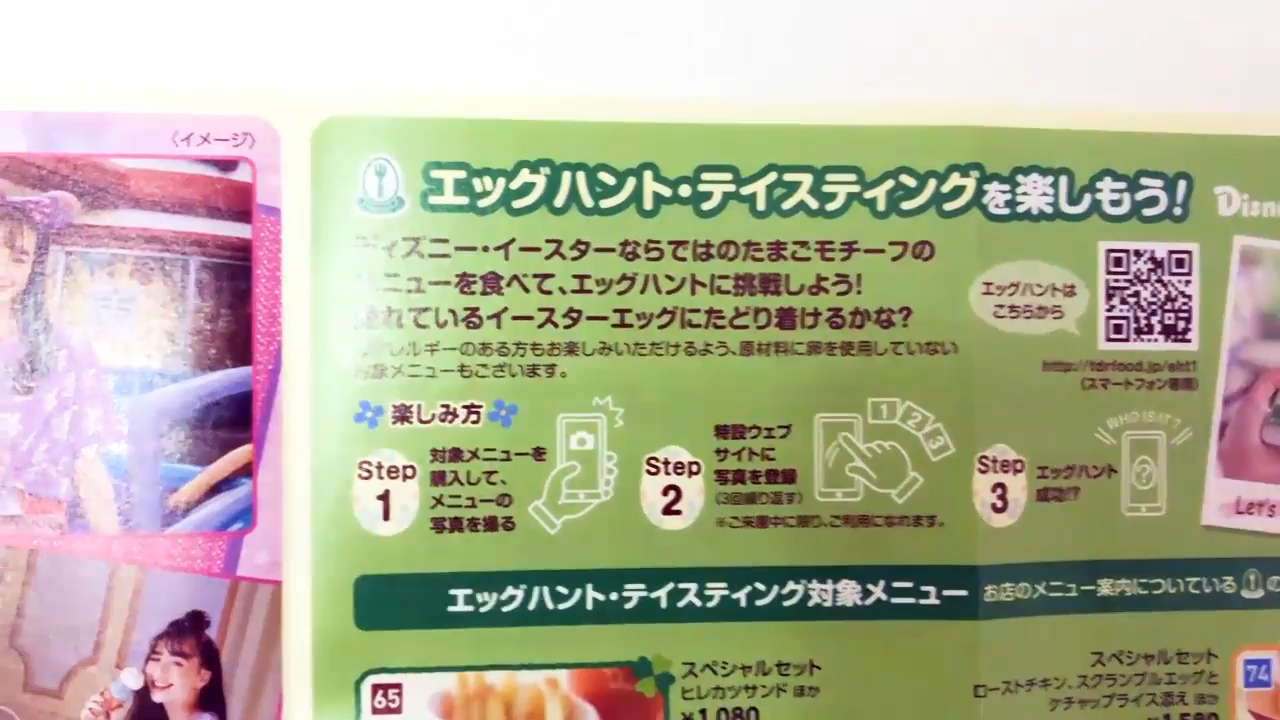 〈イメージ〉
エッグハント・テイスティングを楽しもう!
ディズニー・イースターならではのたまごモチーフの
メニューを食べて、エッグハントに挑戦しよう!
隠れているイースターエッグにたどり着けるかな?
アレルギーのある方もお楽しみいただけるよう、原材料に卵を使用していない
対象メニューもございます。
エッグハントは
こちらから
http://tdrfood.jp/eht1
(スマートフォン専用)
楽しみ方
Step
1
対象メニューを
購入して、
メニューの
写真を撮る
Step
2
特設ウェブ
サイトに
写真を登録
(3回繰り返す)
※ご来園中に限り、ご利用になれます。
1 2 3
Step
3
エッグハント
成功!?
WHO IS IT?
?
Let's
エッグハント・テイスティング対象メニュー
お店のメニュー案内についている
の
65
スペシャルセット
ヒレカツサンド ほか
¥1,080
スペシャルセット
ローストチキン、スクランブルエッグと
ケチャップライス添え ほか
74